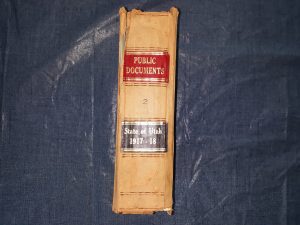 PUBLIC
DOCUMENTS
2
State of Utah
1917-18